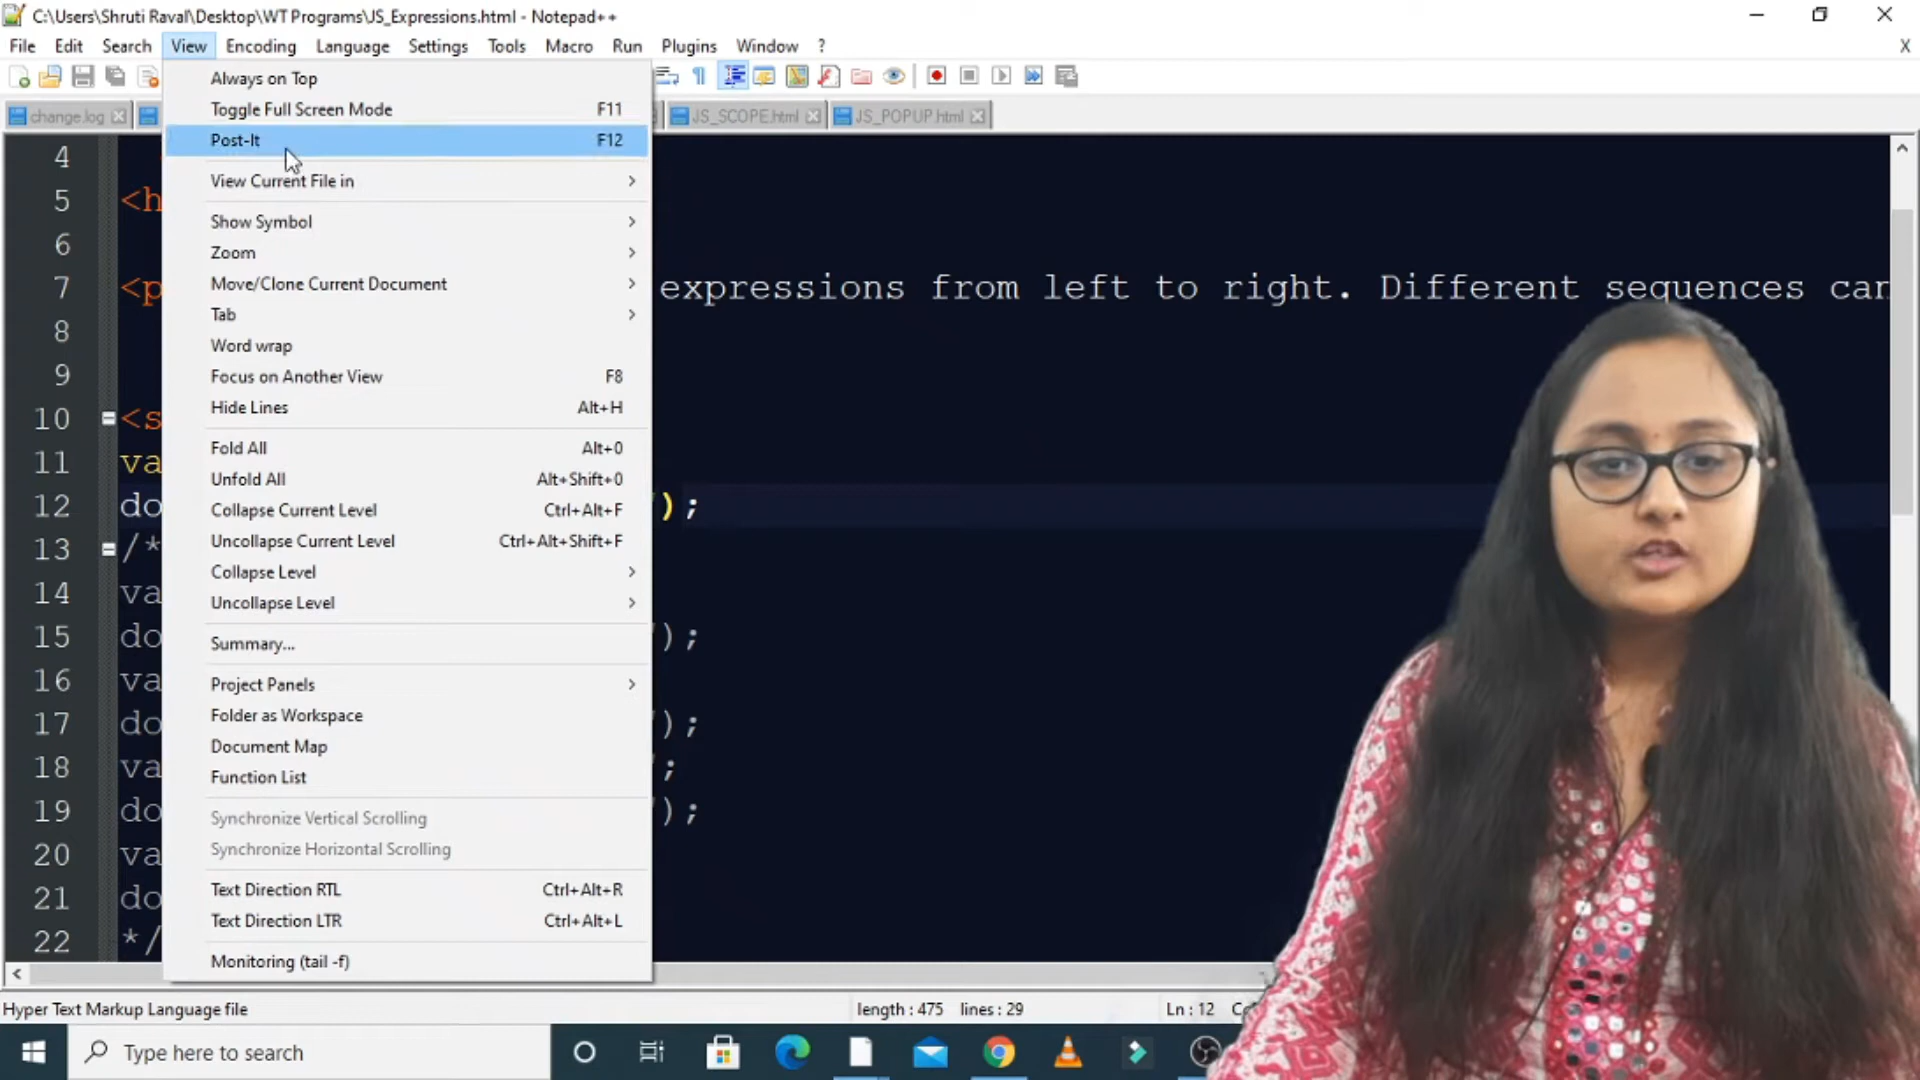 C:\Users\Shruti Raval\Desktop\WT Programs\JS_Expressions.html - Notepad++
File Edit Search View Encoding Language Settings Tools Macro Run Plugins Window ? X
change.log JS_SCOPE.html JS_POPUP.html
Always on Top
Toggle Full Screen Mode F11
Post-It F12
View Current File in
Show Symbol
Zoom
Move/Clone Current Document
Tab
Word wrap
Focus on Another View F8
Hide Lines Alt+H
Fold All Alt+0
Unfold All Alt+Shift+0
Collapse Current Level Ctrl+Alt+F
Uncollapse Current Level Ctrl+Alt+Shift+F
Collapse Level
Uncollapse Level
Summary...
Project Panels
Folder as Workspace
Document Map
Function List
Synchronize Vertical Scrolling
Synchronize Horizontal Scrolling
Text Direction RTL Ctrl+Alt+R
Text Direction LTR Ctrl+Alt+L
Monitoring (tail -f)
4
5 <h
6
7 <p expressions from left to right. Different sequences can
8
9
10 <s
11 va
12 do );
13 /*
14 va
15 do );
16 va
17 do );
18 va ;
19 do );
20 va
21 do
22 */
Hyper Text Markup Language file length : 475 lines : 29 Ln : 12
Type here to search